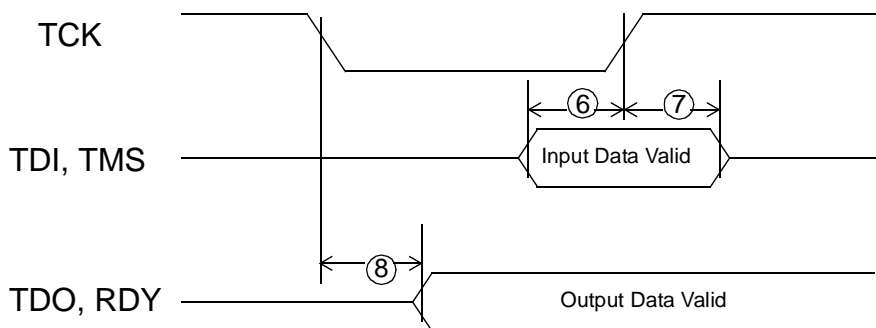 TCK
⑥ ⑦
TDI, TMS Input Data Valid
⑧
TDO, RDY Output Data Valid